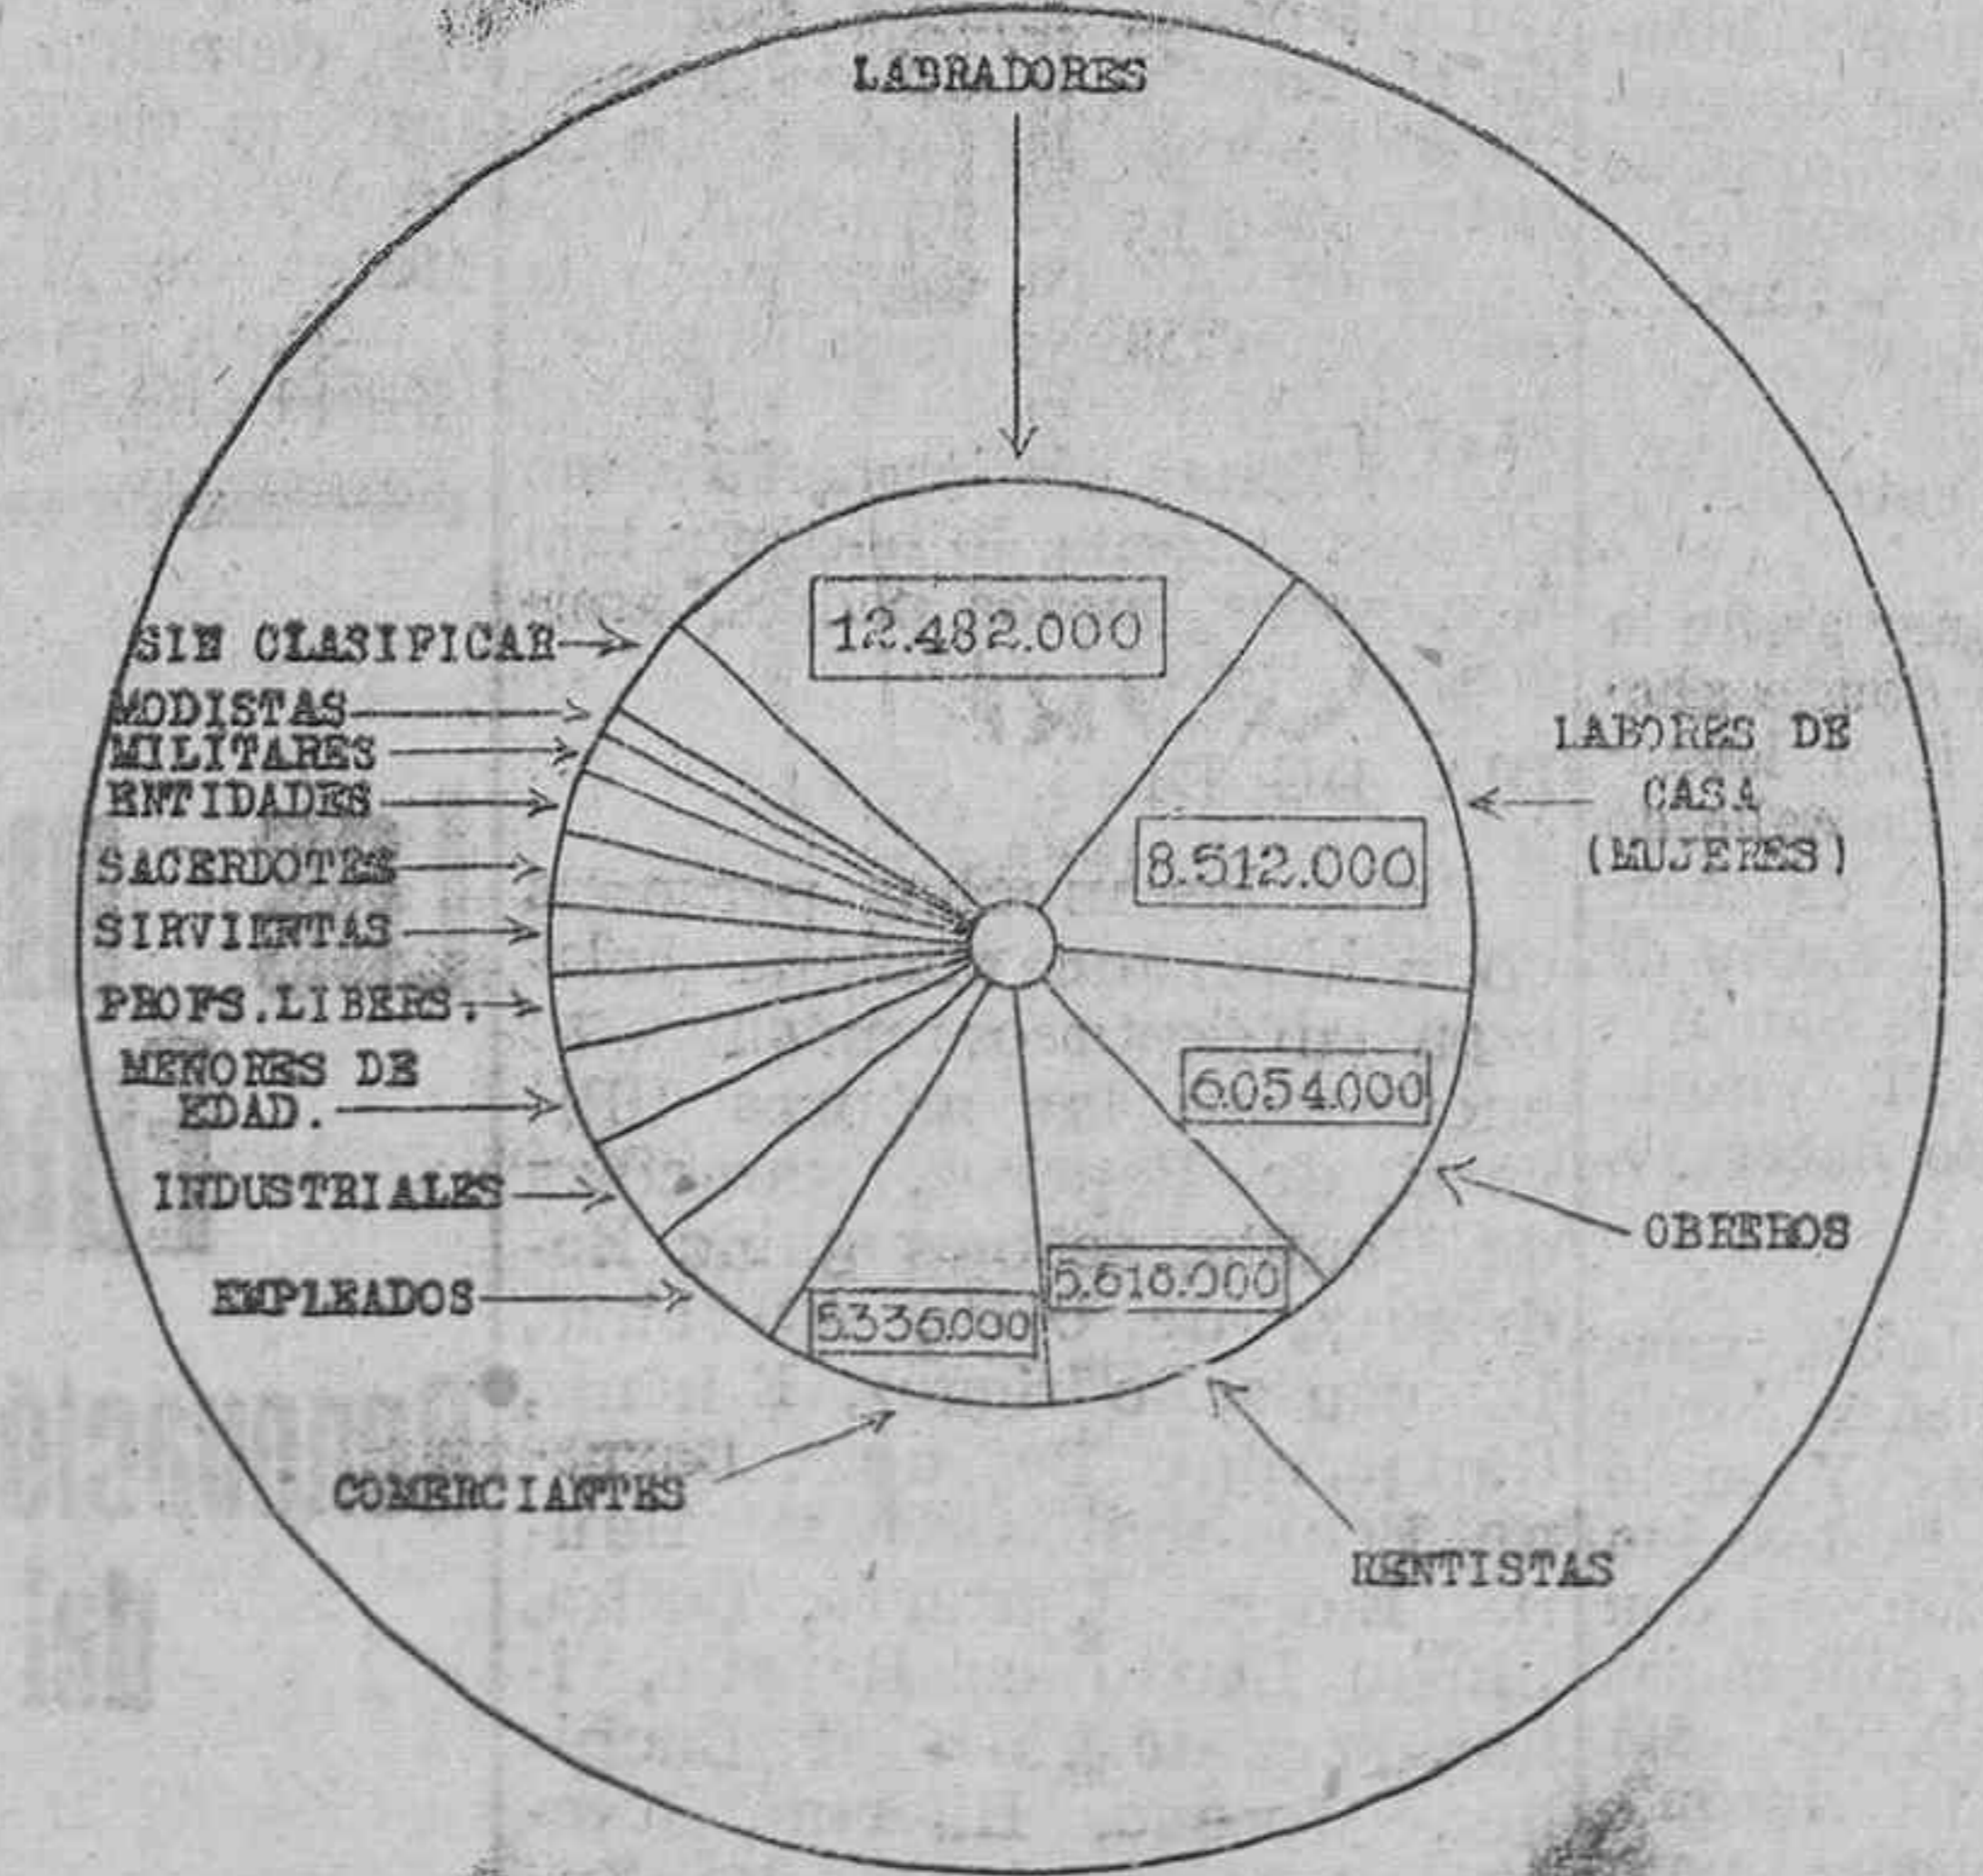 LABRADORES
12.482.000
SIN CLASIFICAR
MODISTAS
MILITARES
ENTIDADES
SACERDOTES
SIRVIENTAS
PROFS.LIBERS.
MENORES DE
EDAD.
INDUSTRIALES
EMPLEADOS
COMERCIANTES
LABORES DE
CASA
(MUJERES)
8.512.000
6.054.000
OBREROS
5.618.000
5.336.000
RENTISTAS